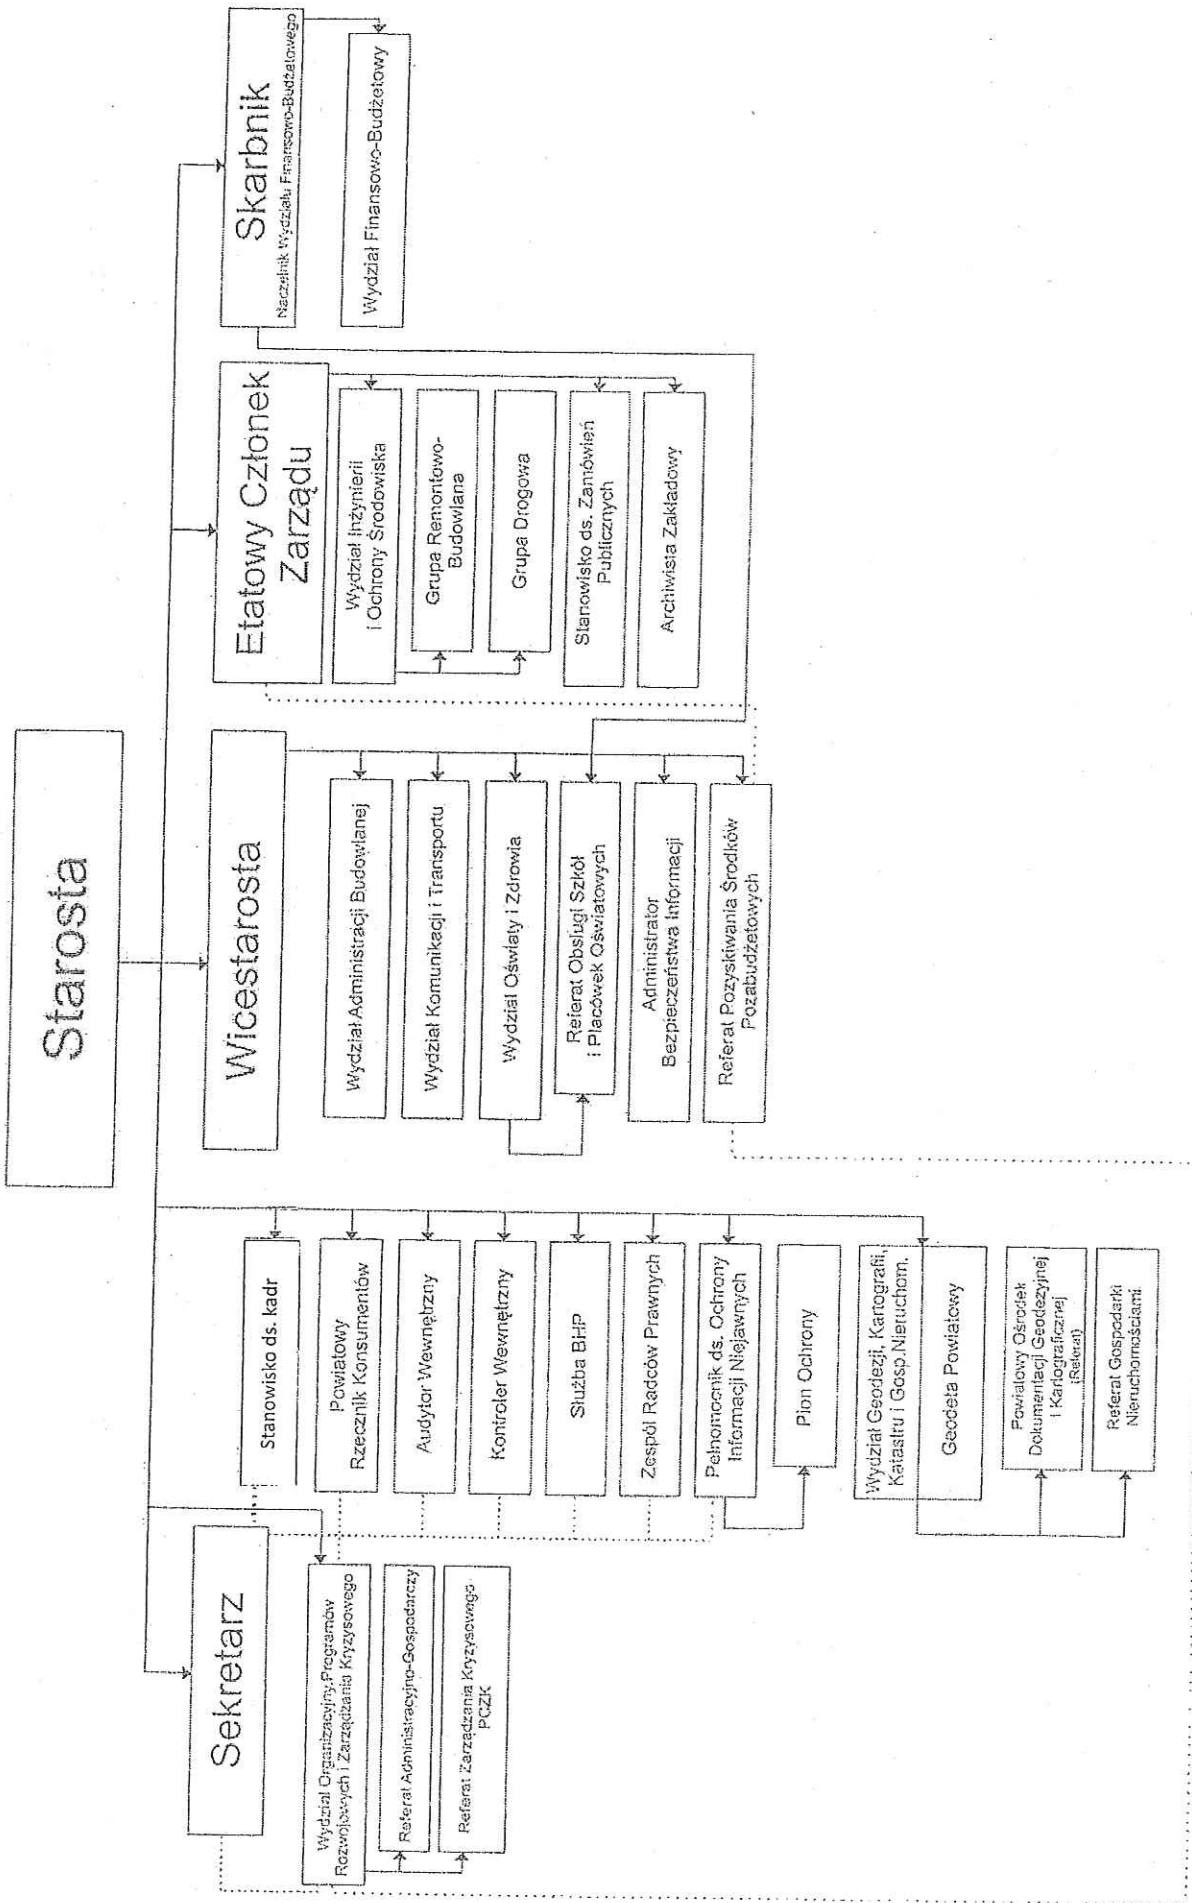 Starosta
Sekretarz
Wicestarosta
Etatowy Członek
Zarządu
Skarbnik
Naczelnik Wydziału Finansowo-Budżetowego
Wydział Organizacyjny,Programów
Rozwojowych i Zarządzania Kryzysowego
Referat Administracyjno-Gospodarczy
Referat Zarządzania Kryzysowego
PCZK
Stanowisko ds. kadr
Powiatowy
Rzecznik Konsumentów
Audytor Wewnętrzny
Kontroler Wewnętrzny
Służba BHP
Zespół Radców Prawnych
Pełnomocnik ds. Ochrony
Informacji Niejawnych
Pion Ochrony
Wydział Geodezji, Kartografii,
Katastru i Gosp.Nieruchom.
Geodeta Powiatowy
Powiatowy Ośrodek
Dokumentacji Geodezyjnej
i Kartograficznej
(Referat)
Referat Gospodarki
Nieruchomościami
Wydział Administracji Budowlanej
Wydział Komunikacji i Transportu
Wydział Oświaty i Zdrowia
Referat Obsługi Szkół
i Placówek Oświatowych
Administrator
Bezpieczeństwa Informacji
Referat Pozyskiwania Środków
Pozabudżetowych
Wydział Inżynierii
i Ochrony Środowiska
Grupa Remontowo-
Budowlana
Grupa Drogowa
Stanowisko ds. Zamówień
Publicznych
Archiwista Zakładowy
Wydział Finansowo-Budżetowy